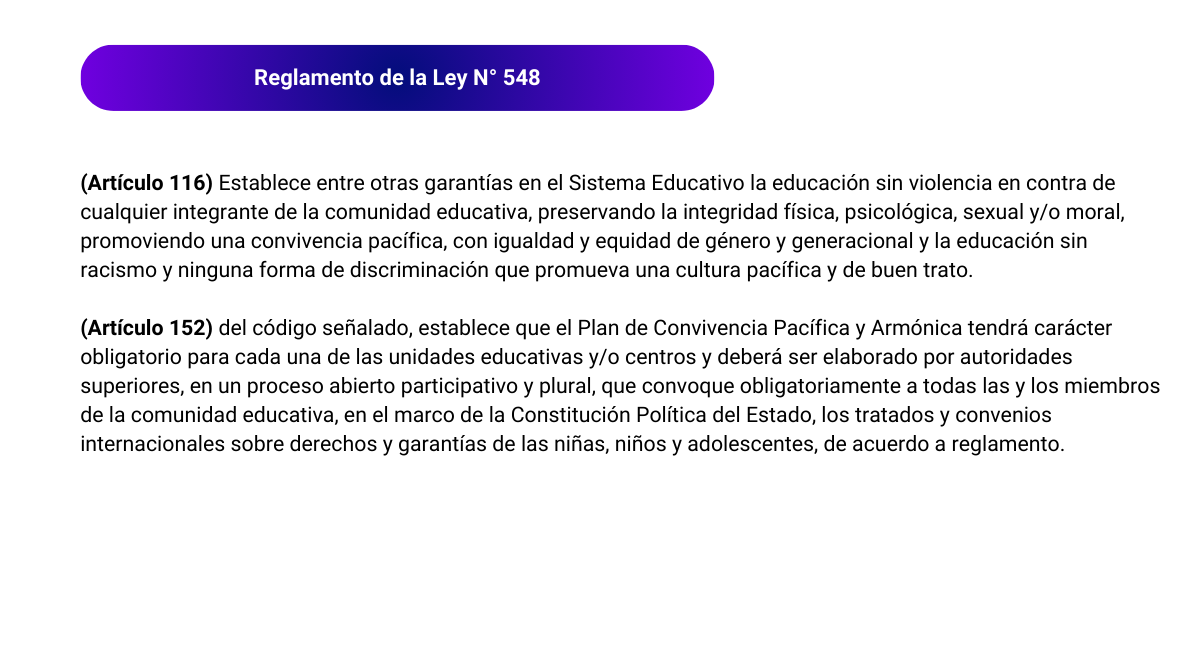 Reglamento de la Ley N° 548
(Artículo 116) Establece entre otras garantías en el Sistema Educativo la educación sin violencia en contra de
cualquier integrante de la comunidad educativa, preservando la integridad física, psicológica, sexual y/o moral,
promoviendo una convivencia pacífica, con igualdad y equidad de género y generacional y la educación sin
racismo y ninguna forma de discriminación que promueva una cultura pacífica y de buen trato.
(Artículo 152) del código señalado, establece que el Plan de Convivencia Pacífica y Armónica tendrá carácter
obligatorio para cada una de las unidades educativas y/o centros y deberá ser elaborado por autoridades
superiores, en un proceso abierto participativo y plural, que convoque obligatoriamente a todas las y los miembros
de la comunidad educativa, en el marco de la Constitución Política del Estado, los tratados y convenios
internacionales sobre derechos y garantías de las niñas, niños y adolescentes, de acuerdo a reglamento.